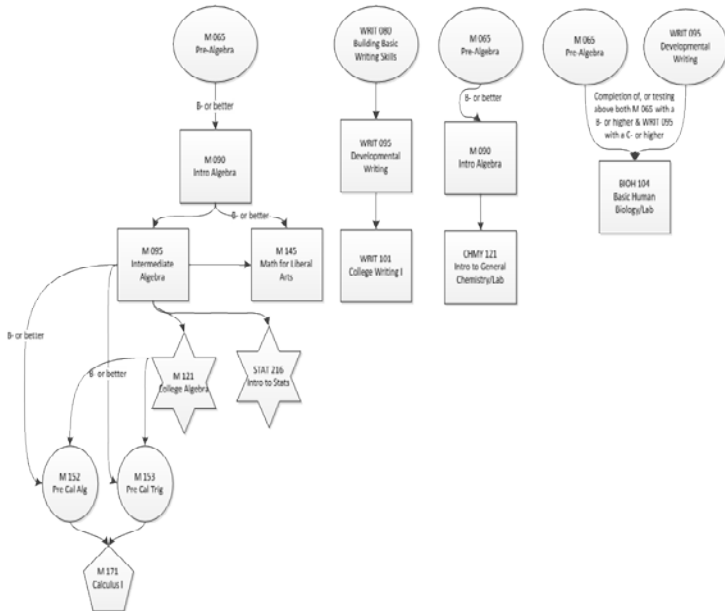 M 065
Pre-Algebra
WRIT 080
Building Basic
Writing Skills
M 065
Pre-Algebra
M 065
Pre-Algebra
WRIT 095
Developmental
Writing
B- or better
B- or better
Completion of, or testing
above both M 065 with a
B- or higher & WRIT 095
with a C- or higher
M 090
Intro Algebra
WRIT 095
Developmental
Writing
M 090
Intro Algebra
BIOH 104
Basic Human
Biology/Lab
B- or better
M 095
Intermediate
Algebra
M 145
Math for Liberal
Arts
WRIT 101
College Writing I
CHMY 121
Intro to General
Chemistry/Lab
B- or better
B- or better
M 121
College Algebra
STAT 216
Intro to Stats
M 152
Pre Cal Alg
M 153
Pre Cal Trig
M 171
Calculus I